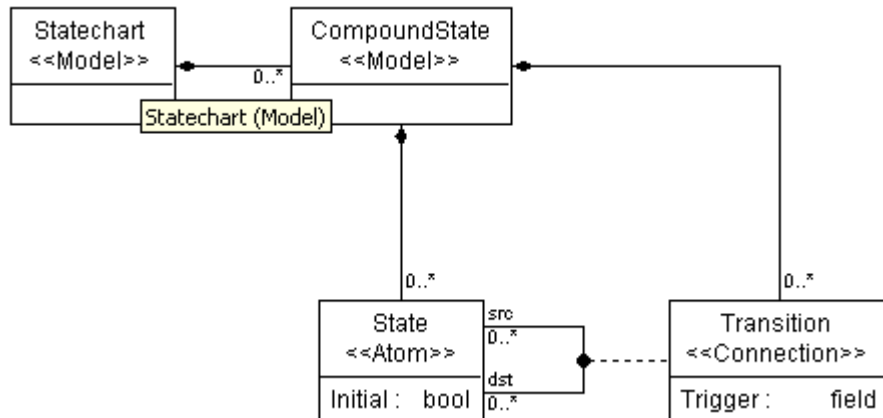 Statechart
<<Model>>
CompoundState
<<Model>>
0..*
Statechart (Model)
0..*
0..*
State
<<Atom>>
Initial : bool
src
0..*
dst
0..*
Transition
<<Connection>>
Trigger : field